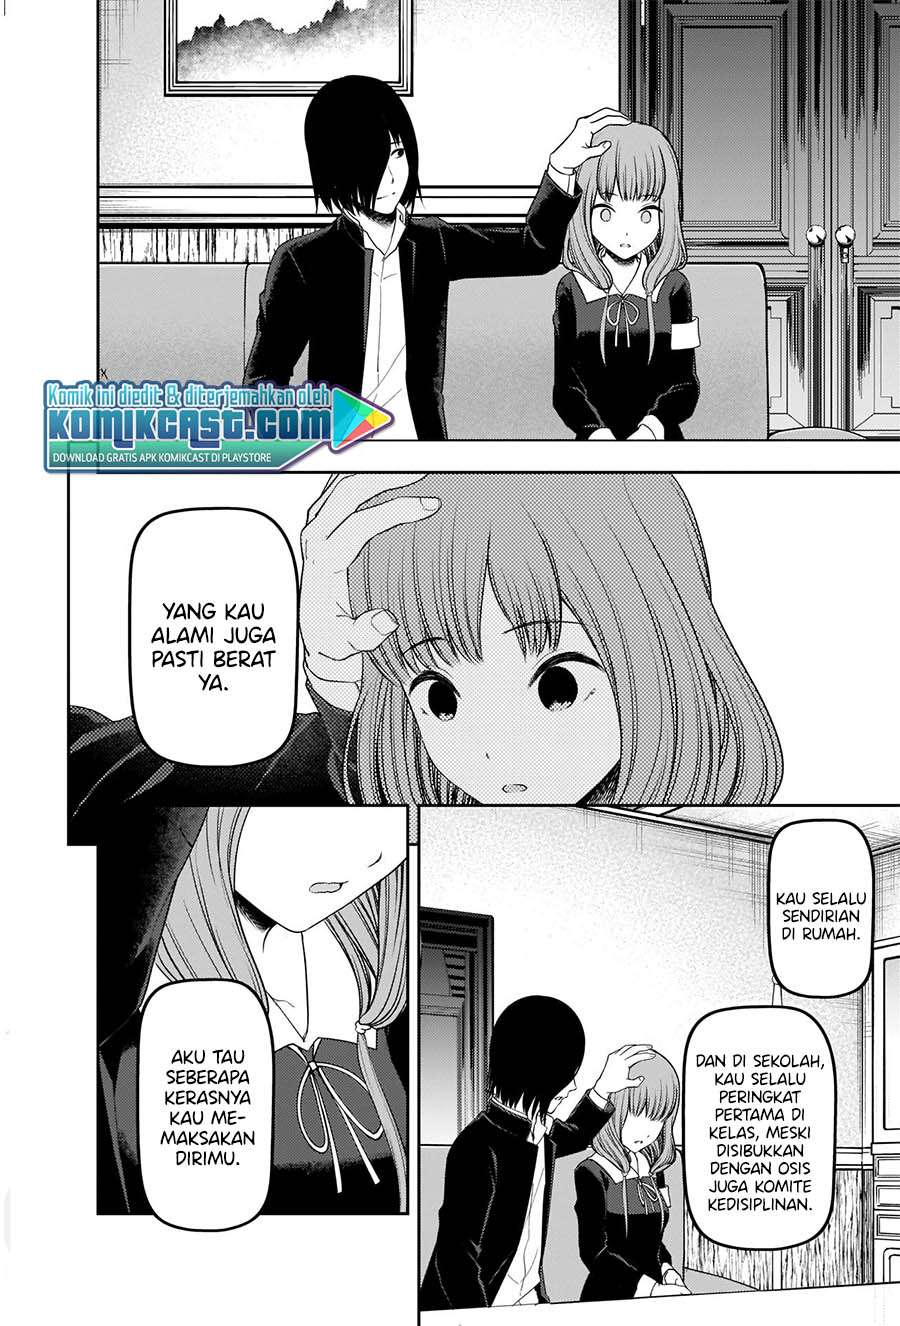 Komik ini diedit & diterjemahkan oleh
KOMIKCAST.COM
DOWNLOAD GRATIS APK KOMIKCAST DI PLAYSTORE
YANG KAU
ALAMI JUGA
PASTI BERAT
YA.
KAU SELALU
SENDIRIAN
DI RUMAH.
DAN DI SEKOLAH,
KAU SELALU
PERINGKAT
PERTAMA DI
KELAS, MESKI
DISIBUKKAN
DENGAN OSIS
JUGA KOMITE
KEDISIPLINAN.
AKU TAU
SEBERAPA
KERASNYA
KAU ME-
MAKSAKAN
DIRIMU.